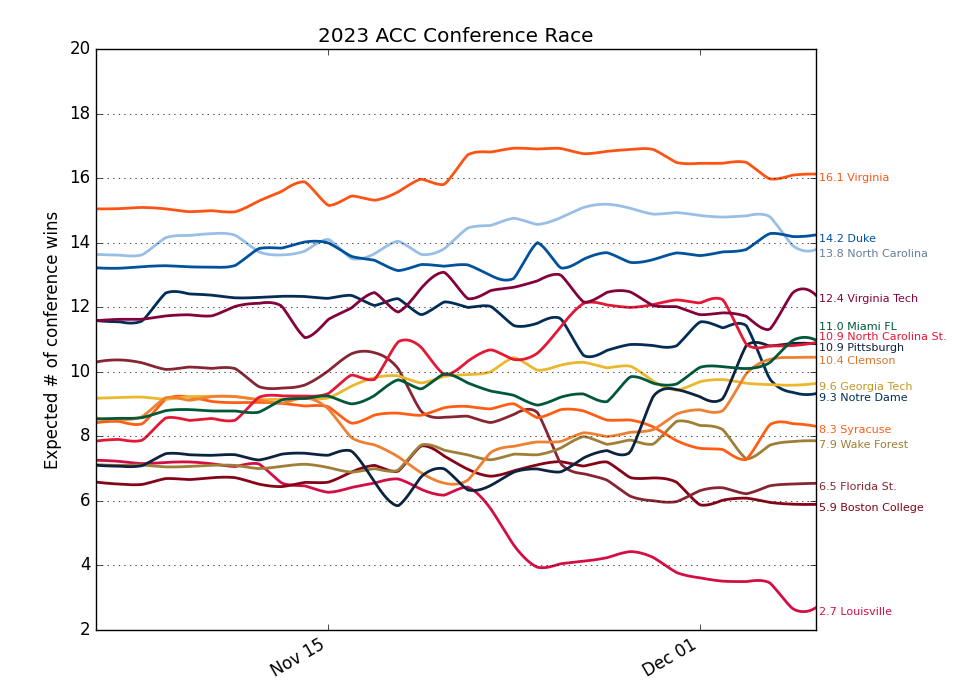 2023 ACC Conference Race
Expected # of conference wins
20
18
16
14
12
10
8
6
4
2
Nov 15
Dec 01
16.1 Virginia
14.2 Duke
13.8 North Carolina
12.4 Virginia Tech
11.0 Miami FL
10.9 North Carolina St.
10.9 Pittsburgh
10.4 Clemson
9.6 Georgia Tech
9.3 Notre Dame
8.3 Syracuse
7.9 Wake Forest
6.5 Florida St.
5.9 Boston College
2.7 Louisville